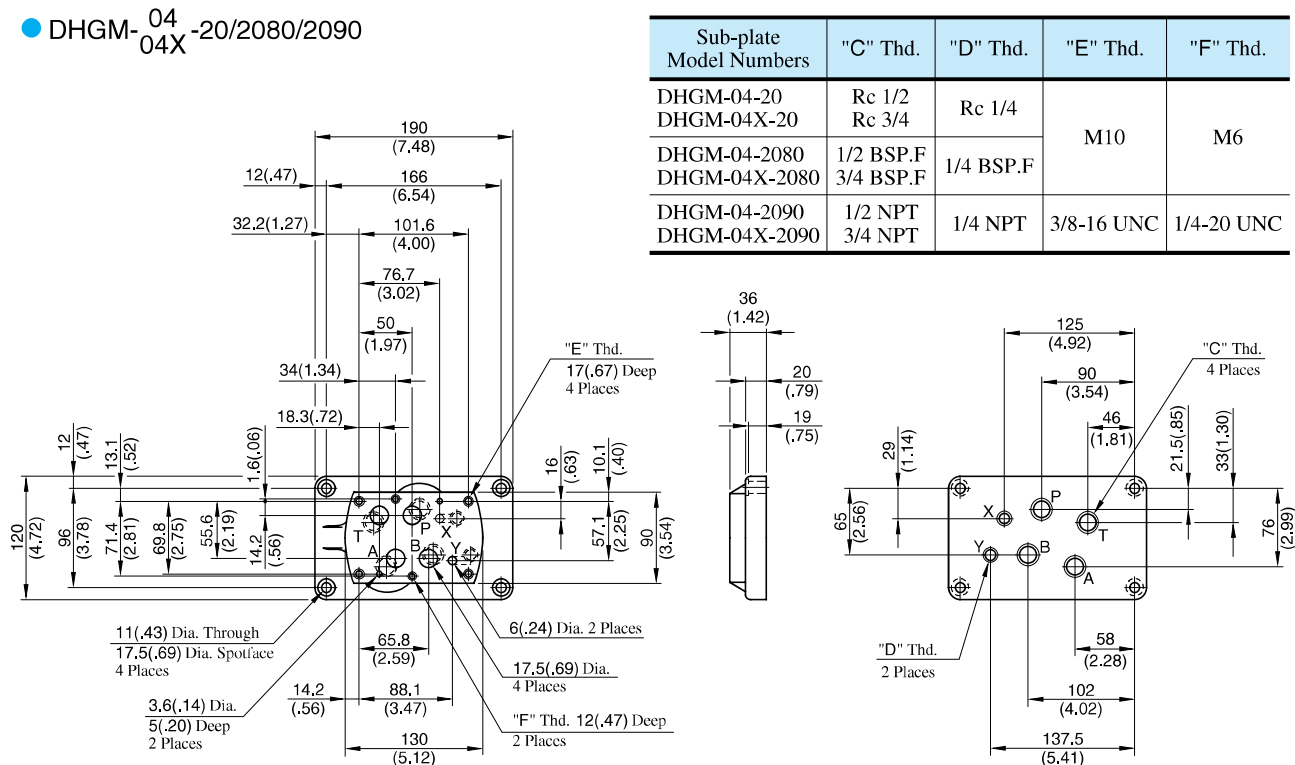 DHGM-04/04X-20/2080/2090
Sub-plate Model Numbers "C" Thd. "D" Thd. "E" Thd. "F" Thd.
DHGM-04-20 Rc 1/2 Rc 1/4 M10 M6
DHGM-04X-20 Rc 3/4
DHGM-04-2080 1/2 BSP.F 1/4 BSP.F
DHGM-04X-2080 3/4 BSP.F
DHGM-04-2090 1/2 NPT 1/4 NPT 3/8-16 UNC 1/4-20 UNC
DHGM-04X-2090 3/4 NPT
190
(7.48)
12(.47)
166
(6.54)
32.2(1.27)
101.6
(4.00)
76.7
(3.02)
50
(1.97)
34(1.34)
18.3(.72)
"E" Thd.
17(.67) Deep
4 Places
12
(.47)
13.1
(.52)
1.6(.06)
16
(.63)
10.1
(.40)
120
(4.72)
96
(3.78)
71.4
(2.81)
69.8
(2.75)
55.6
(2.19)
14.2
(.56)
T
P
X
A
B
Y
57.1
(2.25)
90
(3.54)
11(.43) Dia. Through
17.5(.69) Dia. Spotface
4 Places
3.6(.14) Dia.
5(.20) Deep
2 Places
65.8
(2.59)
14.2
(.56)
88.1
(3.47)
130
(5.12)
6(.24) Dia. 2 Places
17.5(.69) Dia.
4 Places
"F" Thd. 12(.47) Deep
2 Places
36
(1.42)
20
(.79)
19
(.75)
125
(4.92)
90
(3.54)
46
(1.81)
"C" Thd.
4 Places
29
(1.14)
21.5(.85)
33(1.30)
65
(2.56)
76
(2.99)
X
P
T
Y
B
A
"D" Thd.
2 Places
58
(2.28)
102
(4.02)
137.5
(5.41)